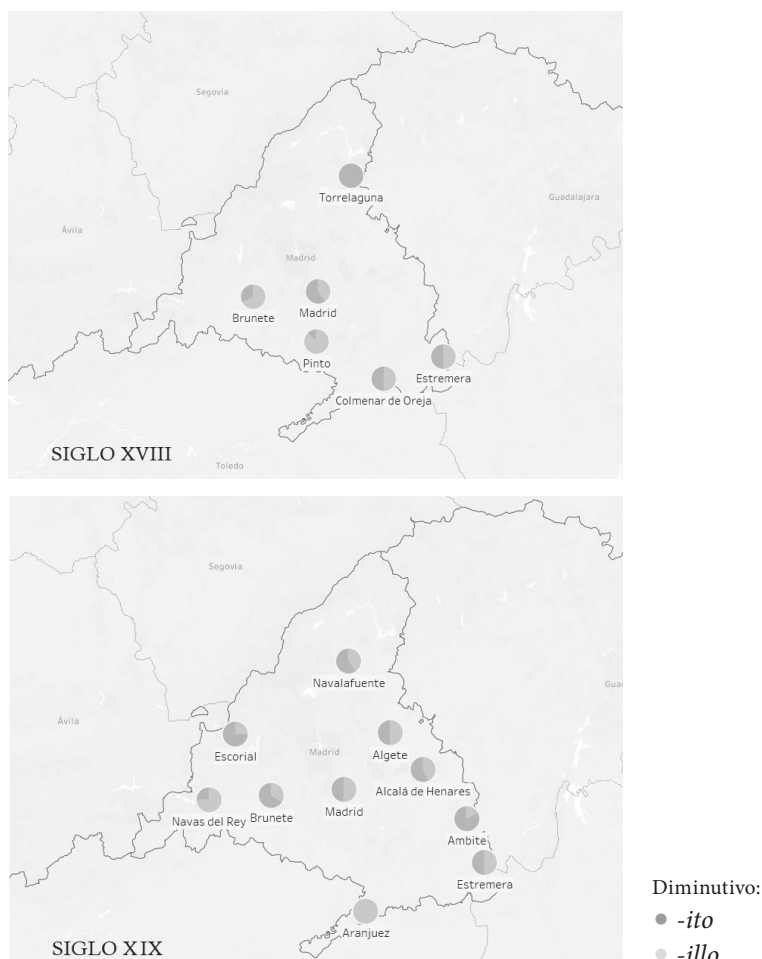 Segovia
Torrelaguna
Guadalajara
Ávila
Madrid
Brunete
Madrid
Pinto
Estremera
Colmenar de Oreja
SIGLO XVIII
Toledo
Segovia
Navalafuente
Gua
Ávila
Escorial
Madrid
Algete
Alcalá de Henares
Navas del Rey
Brunete
Madrid
Ambite
Estremera
Aranjuez
SIGLO XIX
Diminutivo:
-ito
-illo